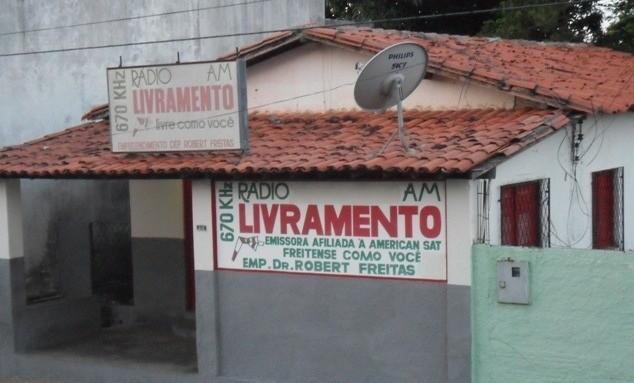 670 KHz
RADIO AM
LIVRAMENTO
livre como você
EMPREENDIMENTO DEP. ROBERT FREITAS
PHILIPS
SKY
670 KHz
RADIO AM
LIVRAMENTO
EMISSORA AFILIADA A AMERICAN SAT
FREITENSE COMO VOCÊ
EMP. DR. ROBERT FREITAS